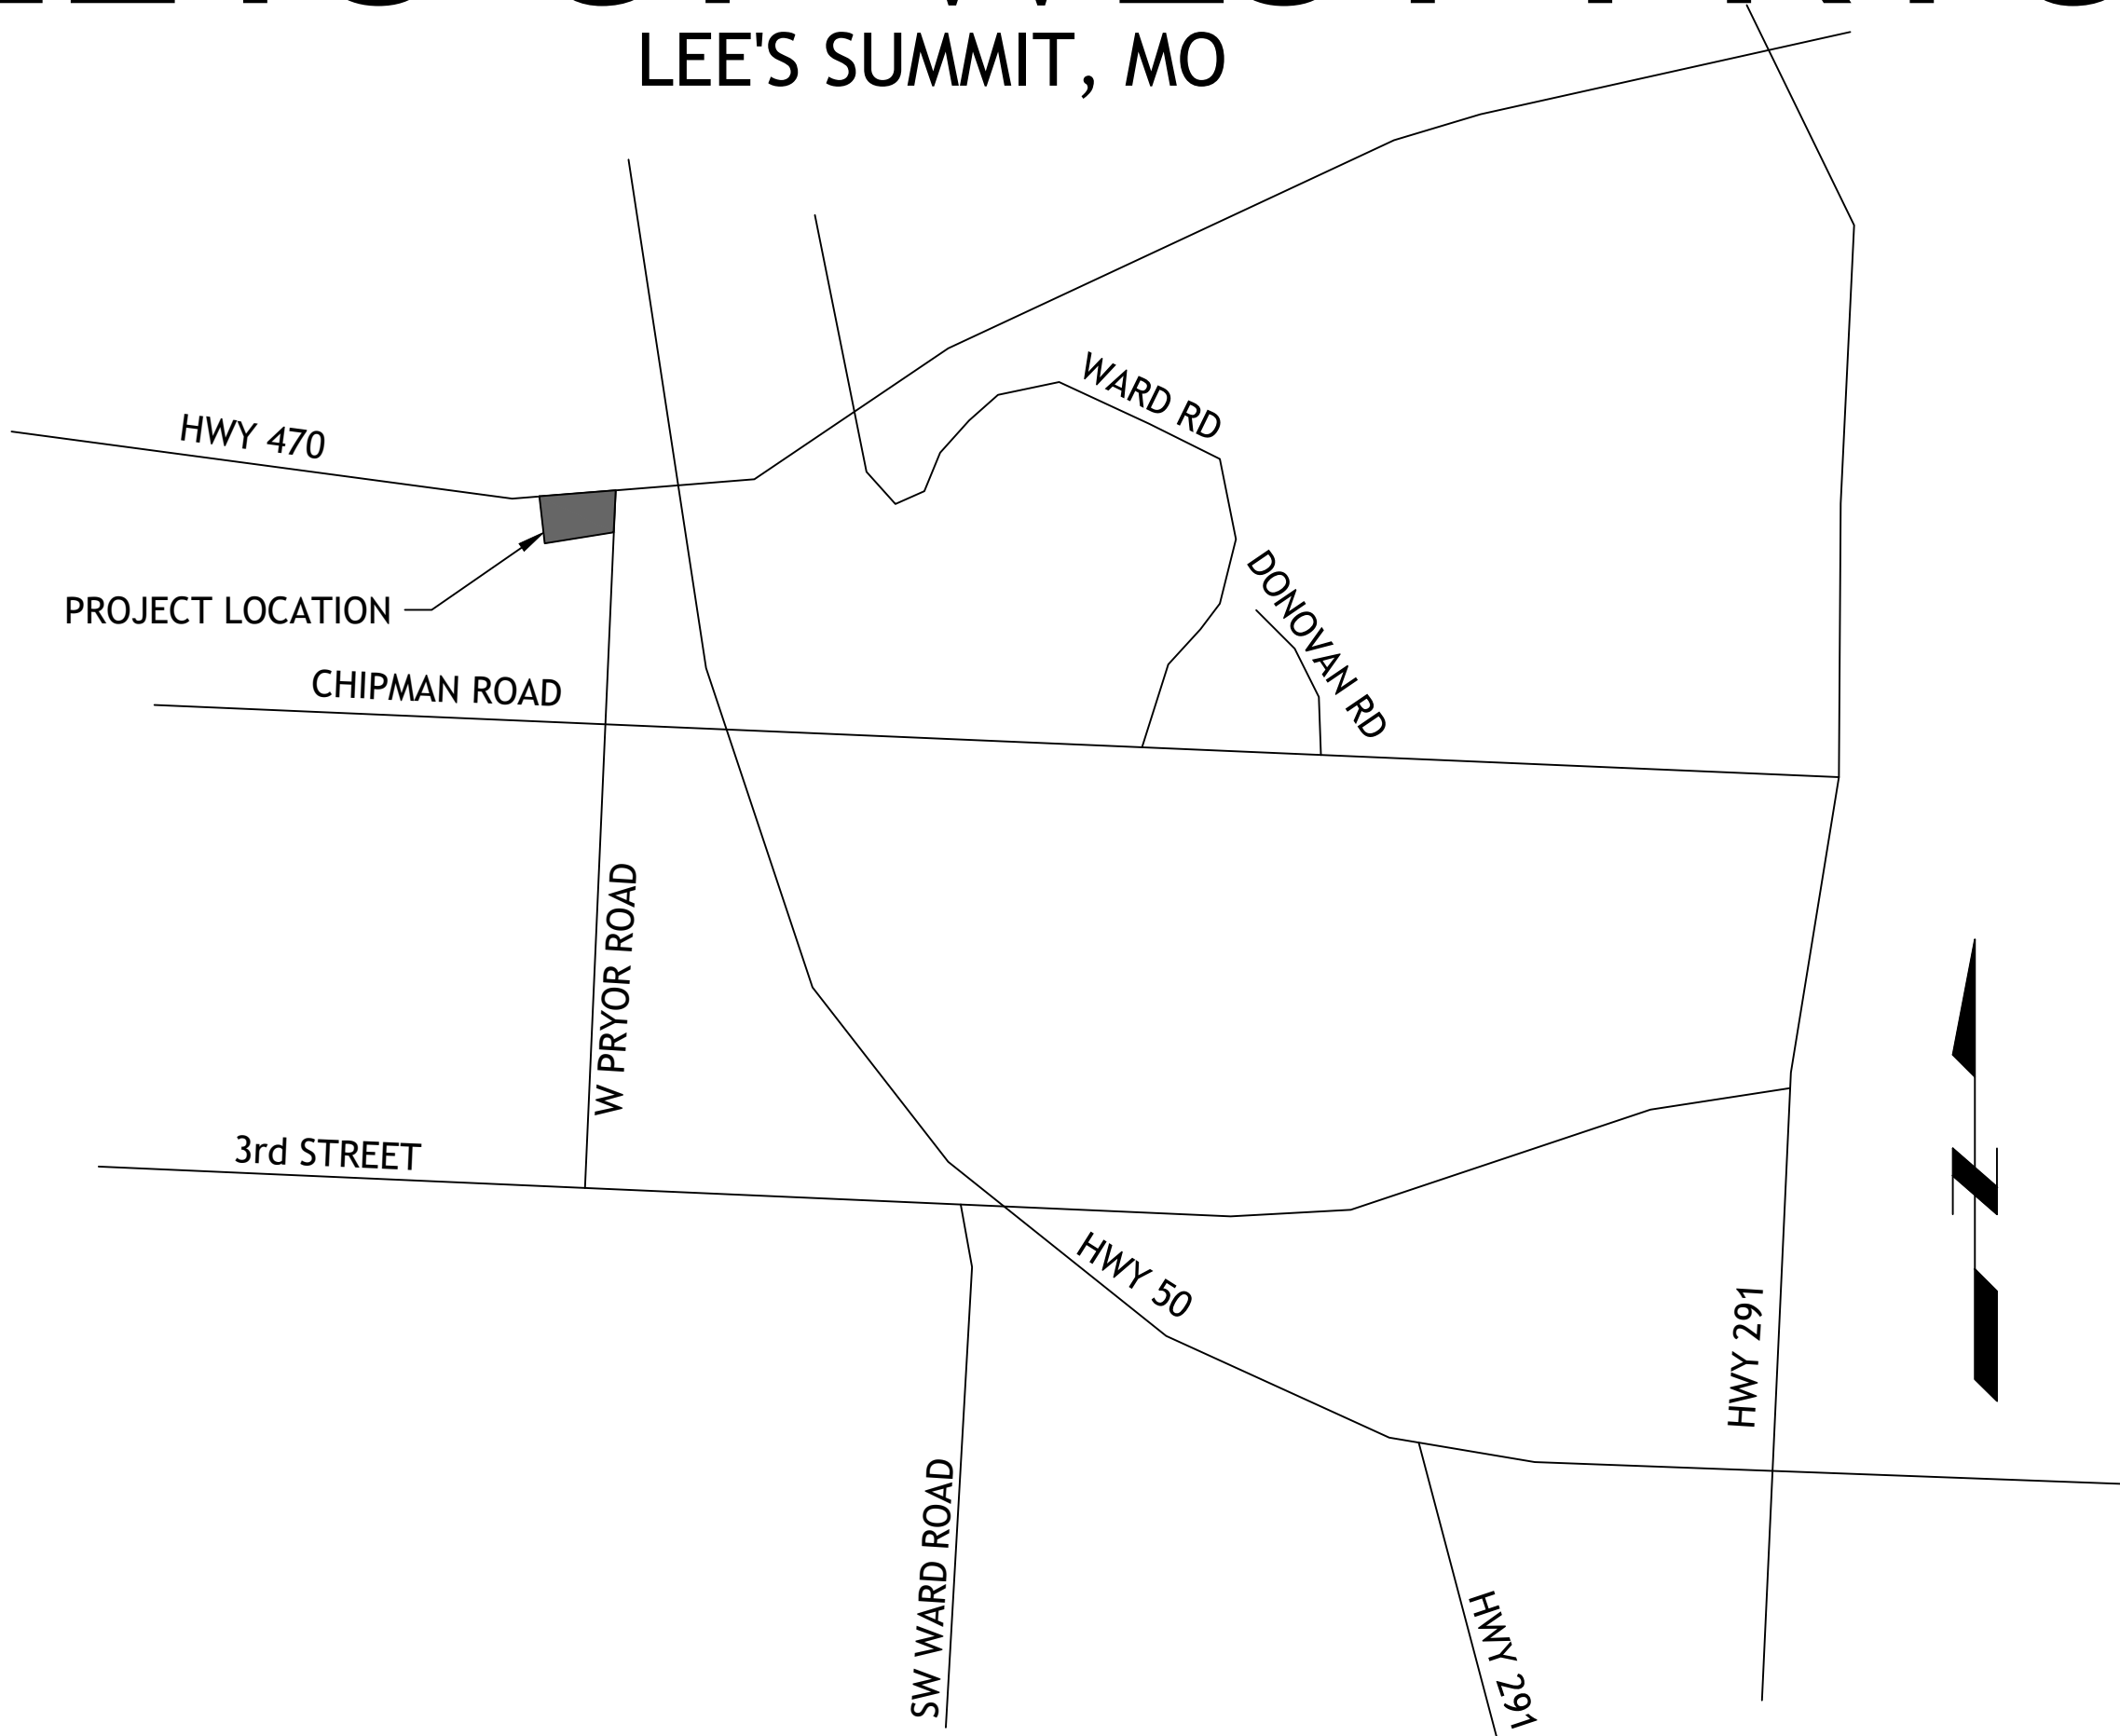 LEE'S SUMMIT, MO
WARD RD
HWY 470
DONOVAN RD
PROJECT LOCATION
CHIPMAN ROAD
W PRYOR ROAD
3rd STREET
HWY 50
HWY 291
SW WARD ROAD
HWY 291
N